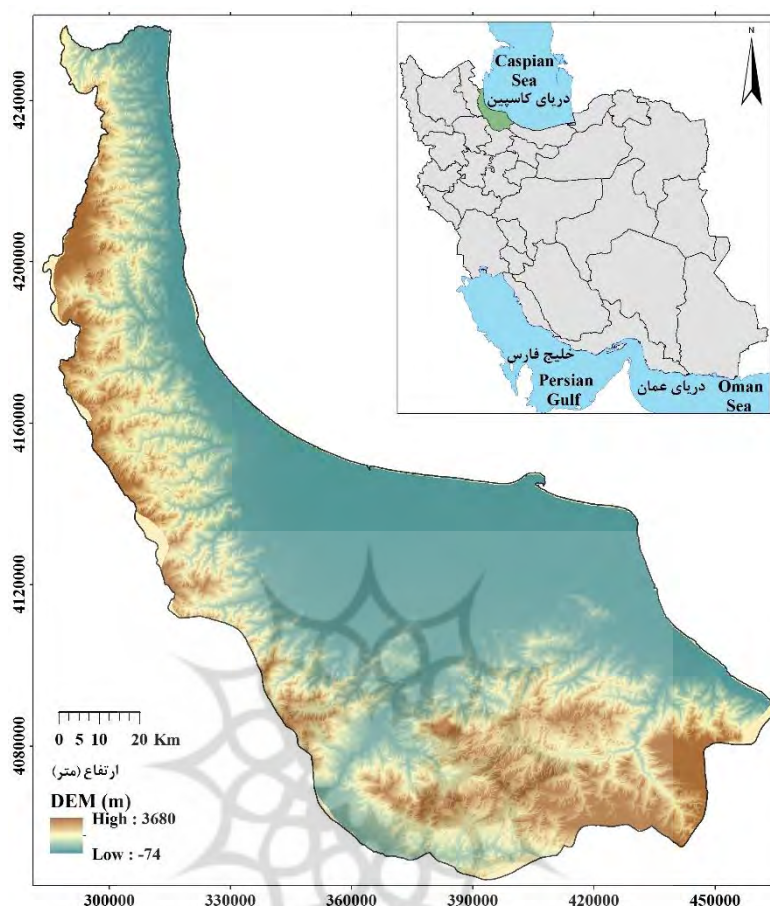 N
Caspian
Sea
دریای کاسپین
خلیج فارس
Persian
Gulf
دریای عمان
Oman
Sea
4240000
4200000
4160000
4120000
4080000
0 5 10 20 Km
ارتفاع (متر)
DEM (m)
High : 3680
Low : -74
300000 330000 360000 390000 420000 450000